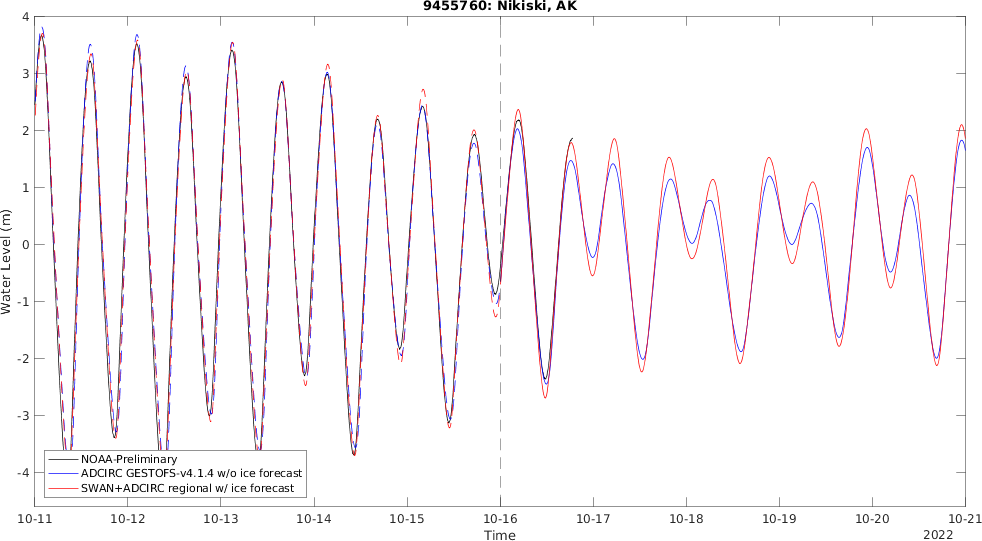 9455760: Nikiski, AK
Water Level (m)
4
3
2
1
0
-1
-2
-3
-4
NOAA-Preliminary
ADCIRC GESTOFS-v4.1.4 w/o ice forecast
SWAN+ADCIRC regional w/ ice forecast
10-11 10-12 10-13 10-14 10-15 10-16 10-17 10-18 10-19 10-20 10-21
Time
2022